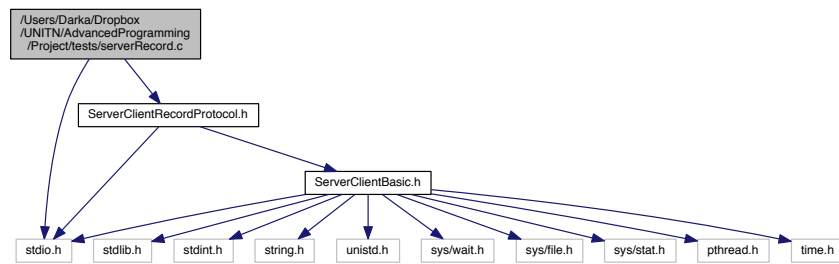 /Users/Darka/Dropbox
/UNITN/AdvancedProgramming
/Project/tests/serverRecord.c
ServerClientRecordProtocol.h
ServerClientBasic.h
stdio.h
stdlib.h
stdint.h
string.h
unistd.h
sys/wait.h
sys/file.h
sys/stat.h
pthread.h
time.h